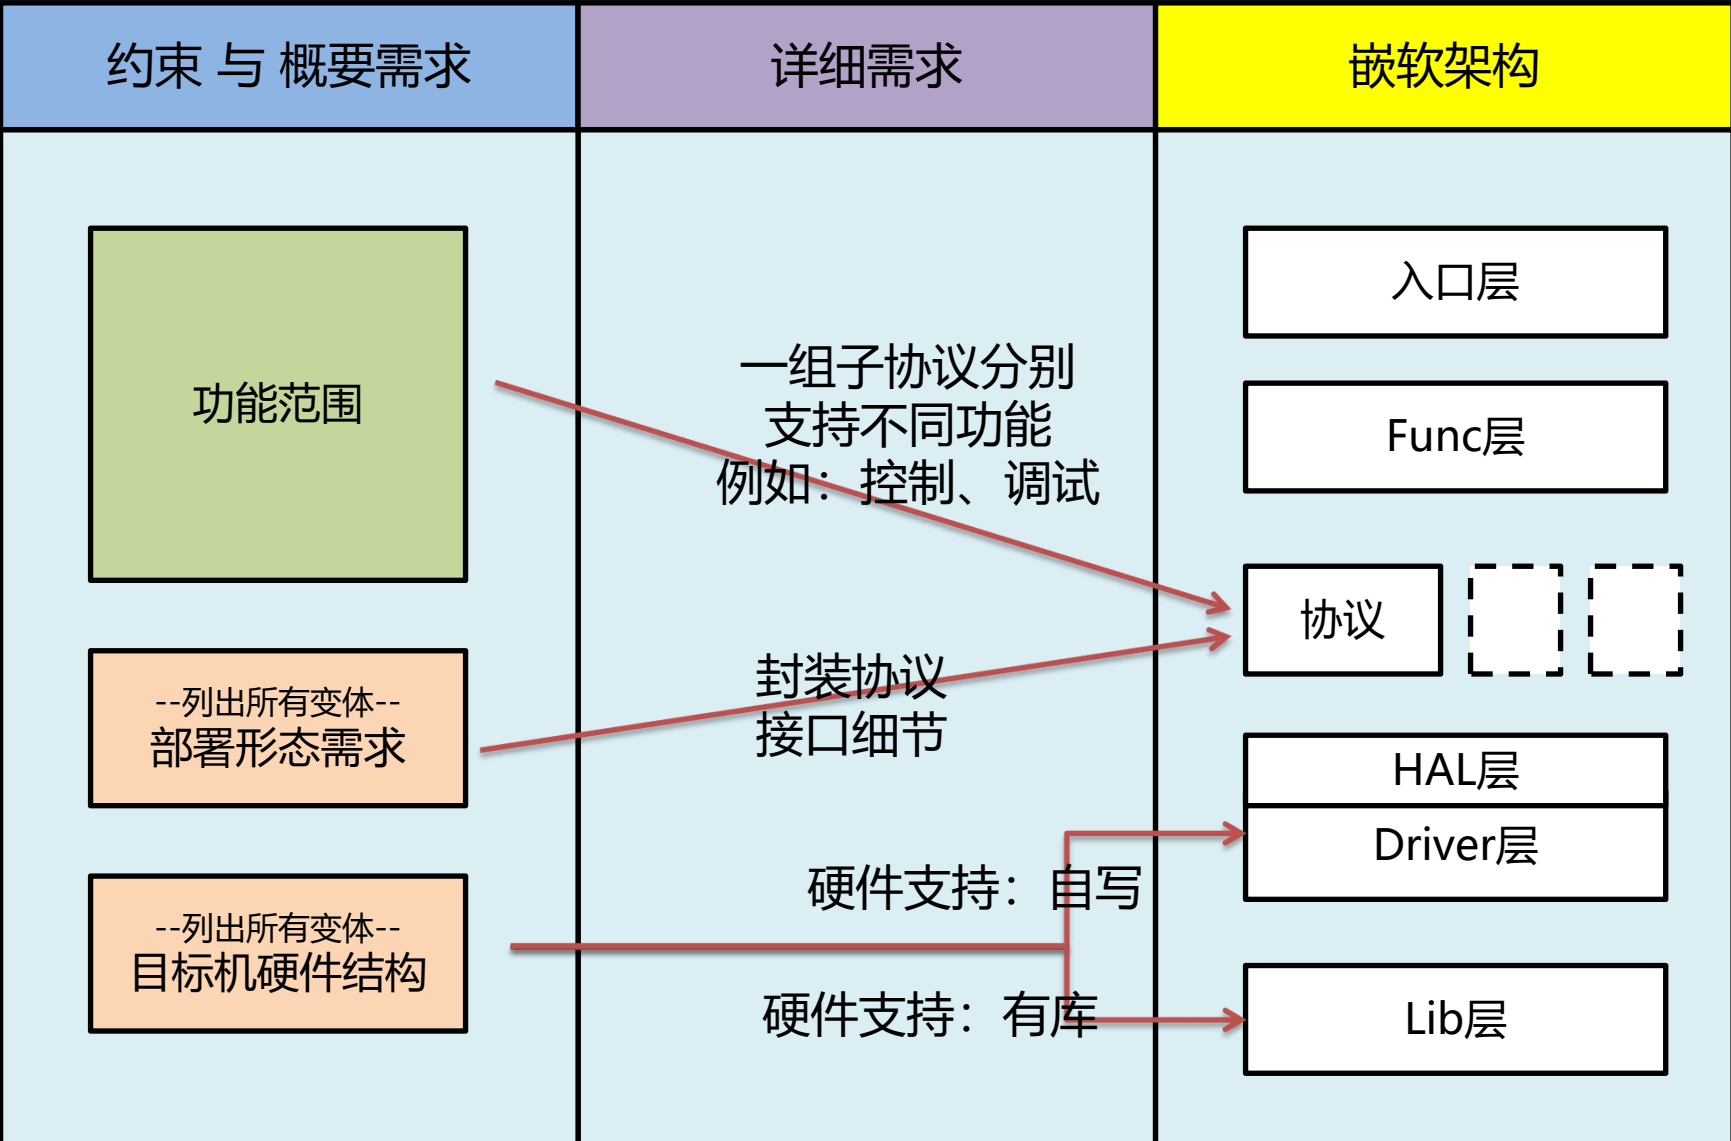 约束 与 概要需求
详细需求
嵌软架构
功能范围
--列出所有变体--
部署形态需求
--列出所有变体--
目标机硬件结构
一组子协议分别
支持不同功能
例如：控制、调试
封装协议
接口细节
硬件支持：自写
硬件支持：有库
入口层
Func层
协议
HAL层
Driver层
Lib层